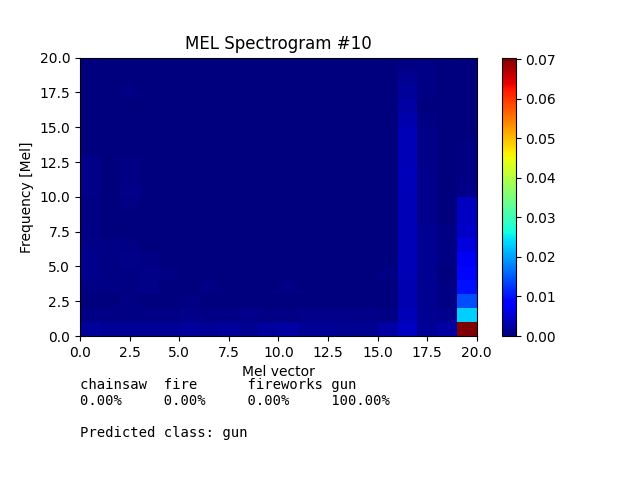 MEL Spectrogram #10
20.0
17.5
15.0
12.5
10.0
7.5
5.0
2.5
0.0
Frequency [Mel]
0.0 2.5 5.0 7.5 10.0 12.5 15.0 17.5 20.0
Mel vector
0.07
0.06
0.05
0.04
0.03
0.02
0.01
0.00
chainsaw fire fireworks gun
0.00% 0.00% 0.00% 100.00%
Predicted class: gun